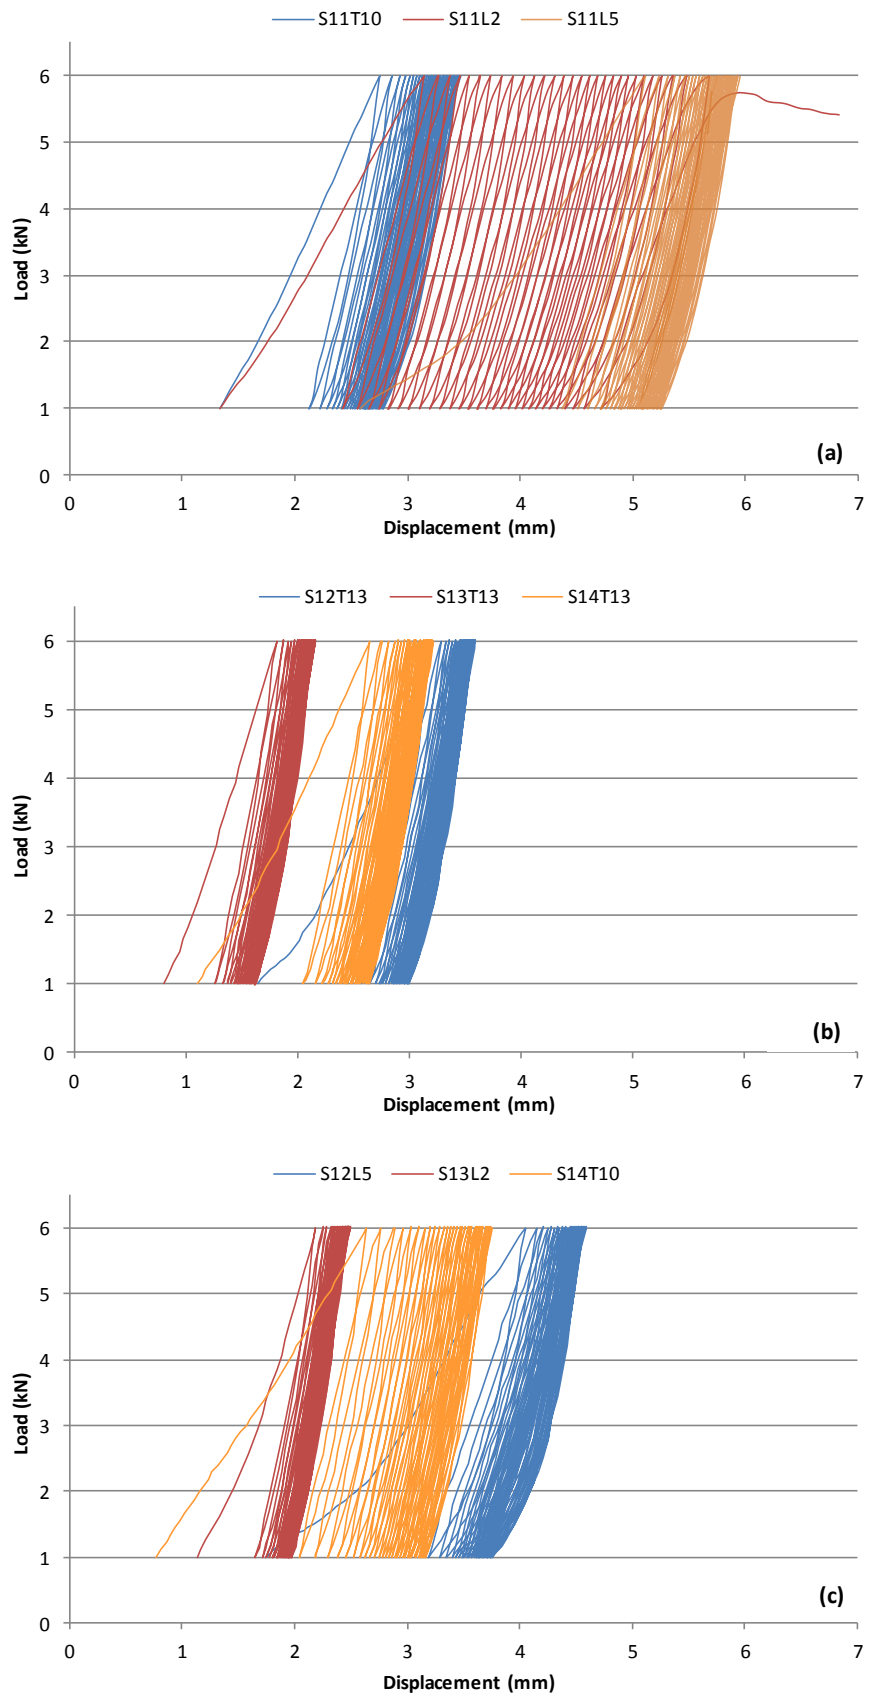 S11T10 S11L2 S11L5
6
5
4
3
2
1
0
Load (kN)
(a)
0 1 2 3 4 5 6 7
Displacement (mm)
S12T13 S13T13 S14T13
6
5
4
3
2
1
0
Load (kN)
(b)
0 1 2 3 4 5 6 7
Displacement (mm)
S12L5 S13L2 S14T10
6
5
4
3
2
1
0
Load (kN)
(c)
0 1 2 3 4 5 6 7
Displacement (mm)